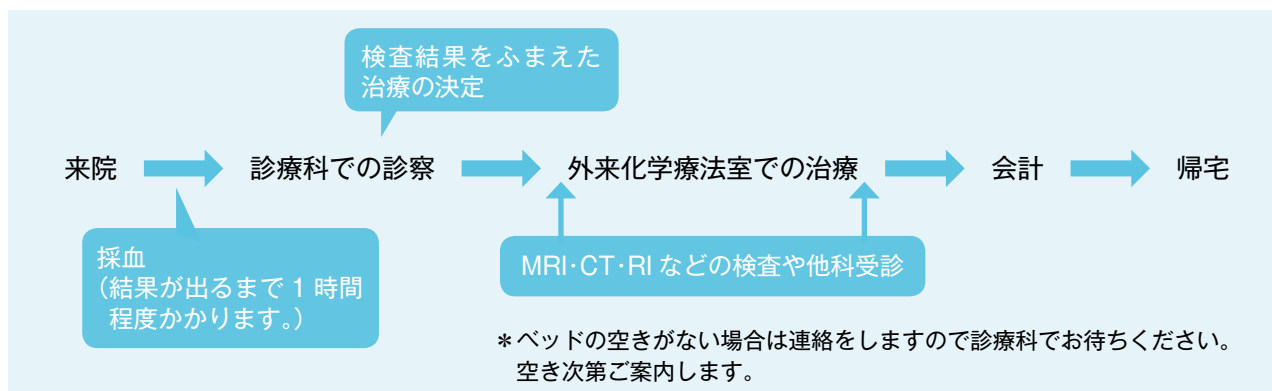 検査結果をふまえた
治療の決定
来院
診療科での診察
外来化学療法室での治療
会計
帰宅
採血
（結果が出るまで 1 時間
程度かかります。）
MRI･CT･RI などの検査や他科受診
＊ベッドの空きがない場合は連絡をしますので診療科でお待ちください。
空き次第ご案内します。